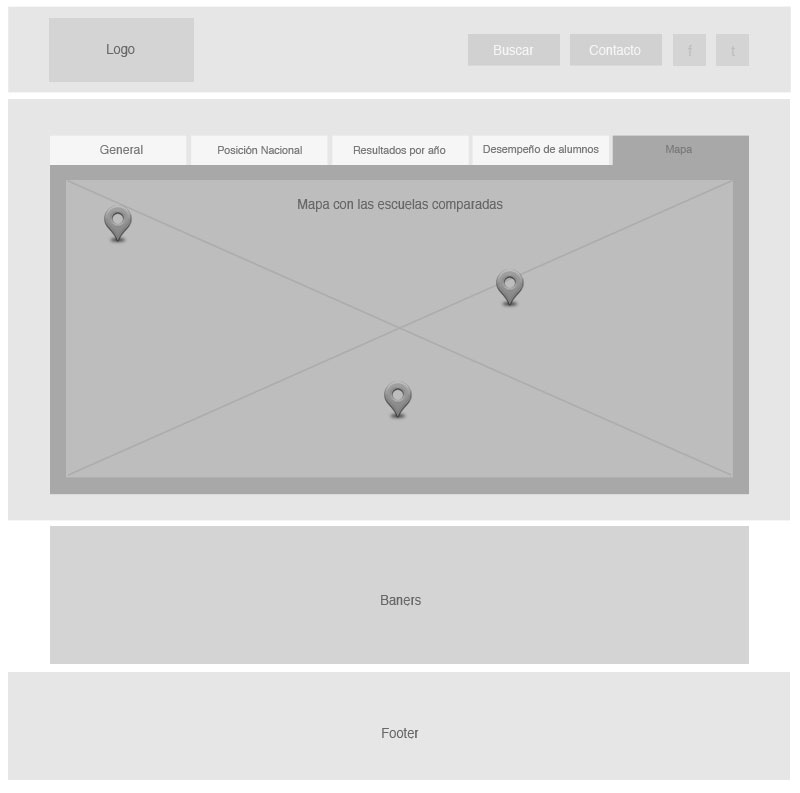 Logo
Buscar
Contacto
f
t
General
Posición Nacional
Resultados por año
Desempeño de alumnos
Mapa
Mapa con las escuelas comparadas
Baners
Footer